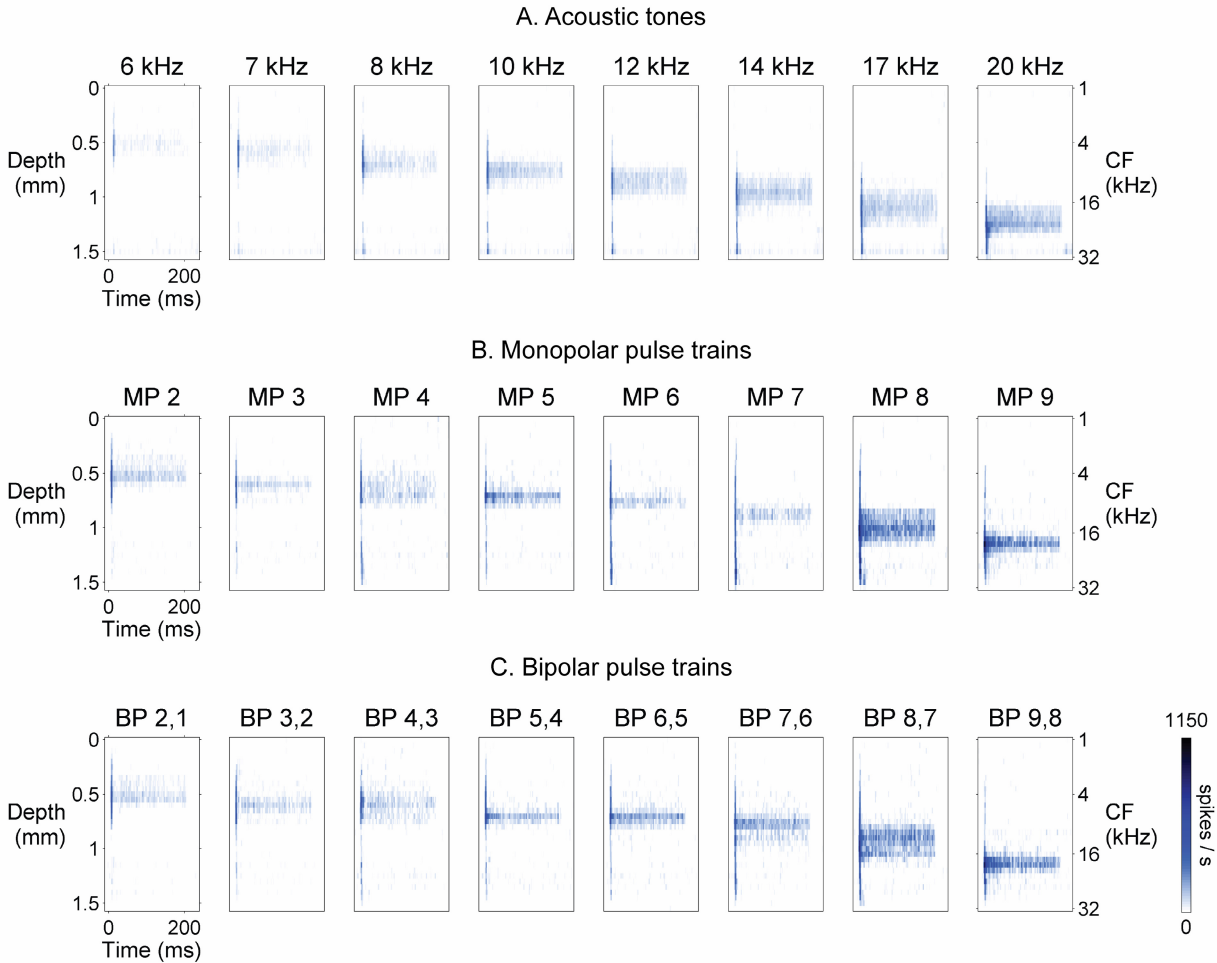 A. Acoustic tones
6 kHz 7 kHz 8 kHz 10 kHz 12 kHz 14 kHz 17 kHz 20 kHz
0
0.5
1
1.5
Depth
(mm)
0 200
Time (ms)
1
4
16
32
CF
(kHz)
B. Monopolar pulse trains
MP 2 MP 3 MP 4 MP 5 MP 6 MP 7 MP 8 MP 9
0
0.5
1
1.5
Depth
(mm)
0 200
Time (ms)
1
4
16
32
CF
(kHz)
C. Bipolar pulse trains
BP 2,1 BP 3,2 BP 4,3 BP 5,4 BP 6,5 BP 7,6 BP 8,7 BP 9,8
0
0.5
1
1.5
Depth
(mm)
0 200
Time (ms)
1
4
16
32
CF
(kHz)
1150
spikes / s
0